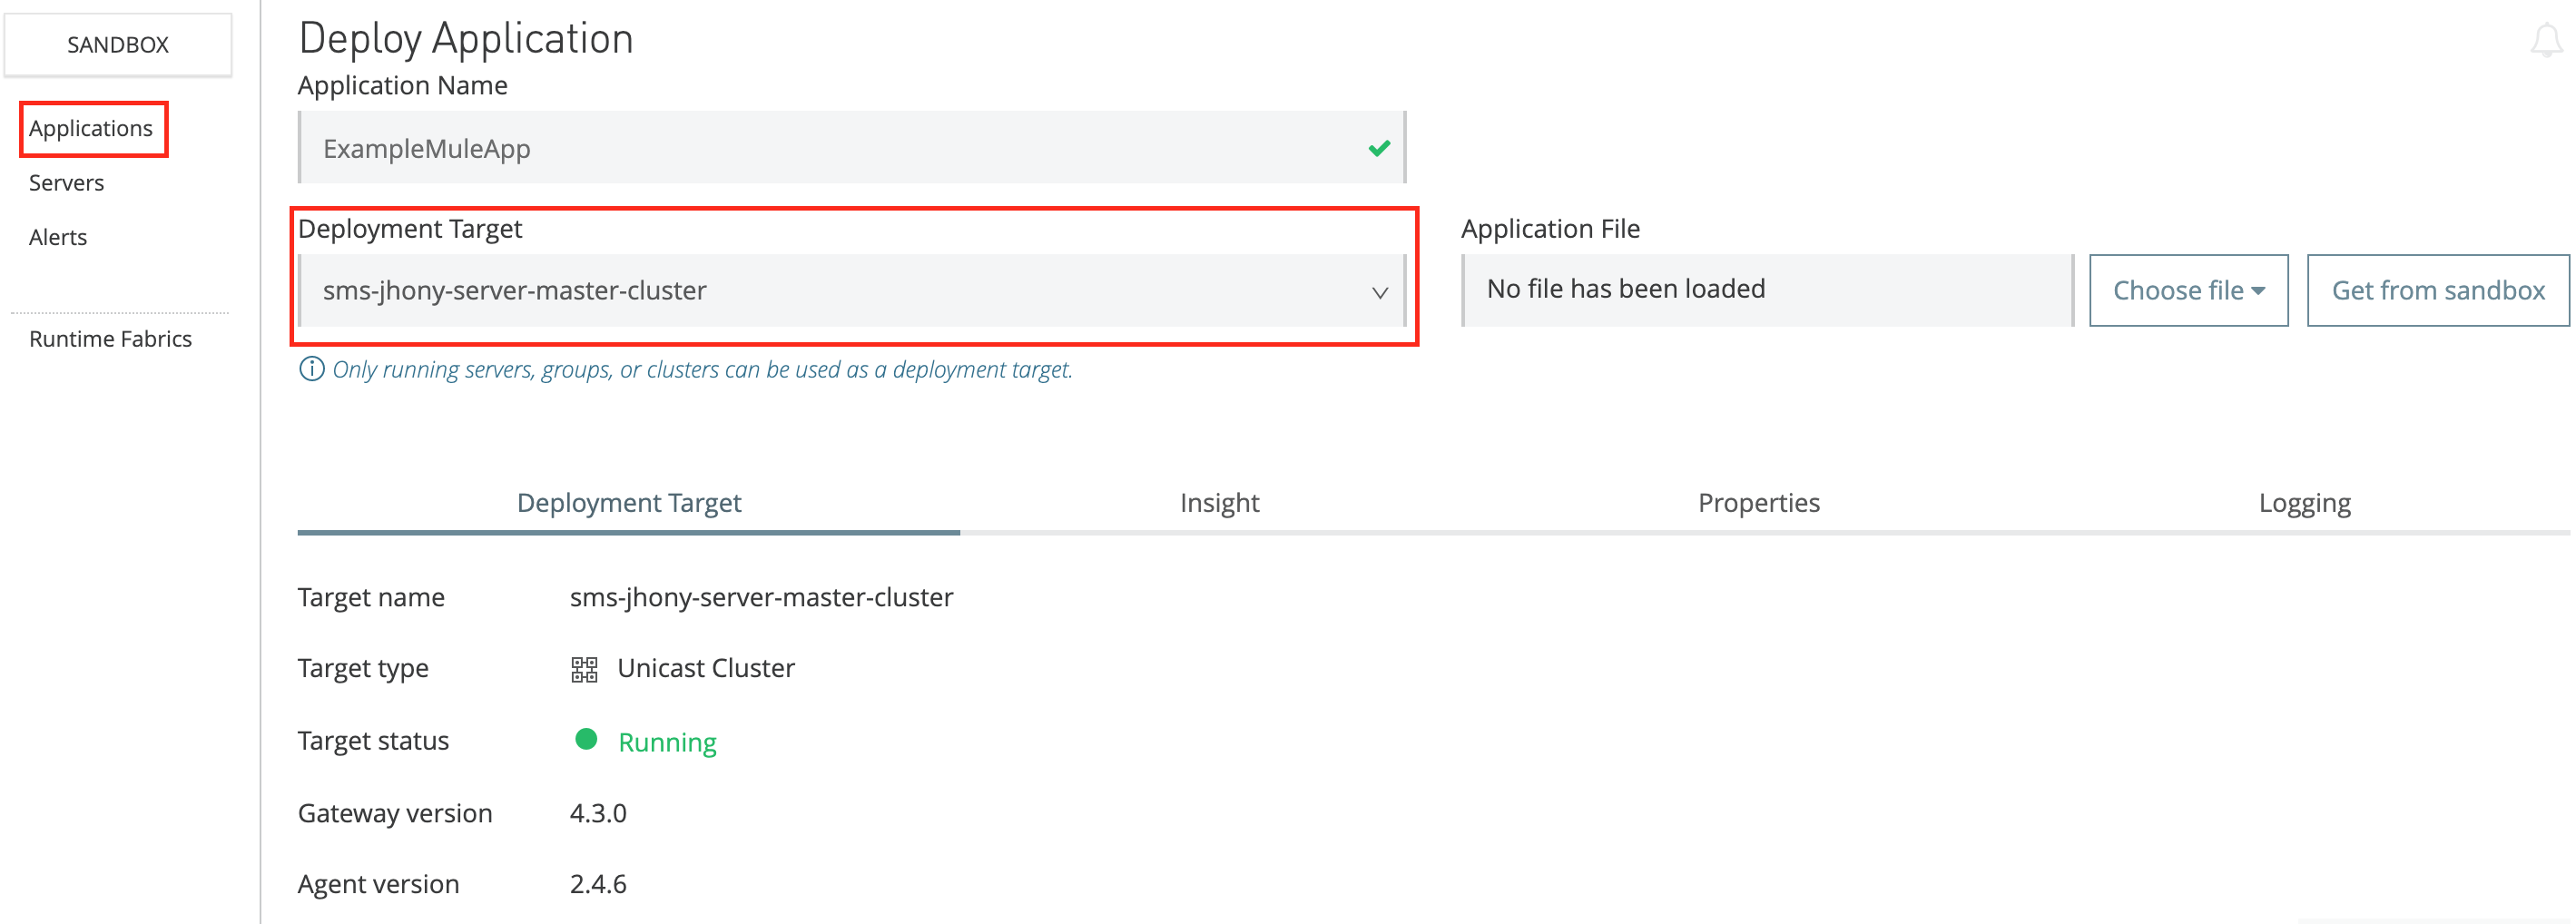 SANDBOX
Applications
Servers
Alerts
Runtime Fabrics
Deploy Application
Application Name
ExampleMuleApp
Deployment Target
sms-jhony-server-master-cluster
Application File
No file has been loaded
Choose file
Get from sandbox
Only running servers, groups, or clusters can be used as a deployment target.
Deployment Target Insight Properties Logging
Target name sms-jhony-server-master-cluster
Target type Unicast Cluster
Target status Running
Gateway version 4.3.0
Agent version 2.4.6